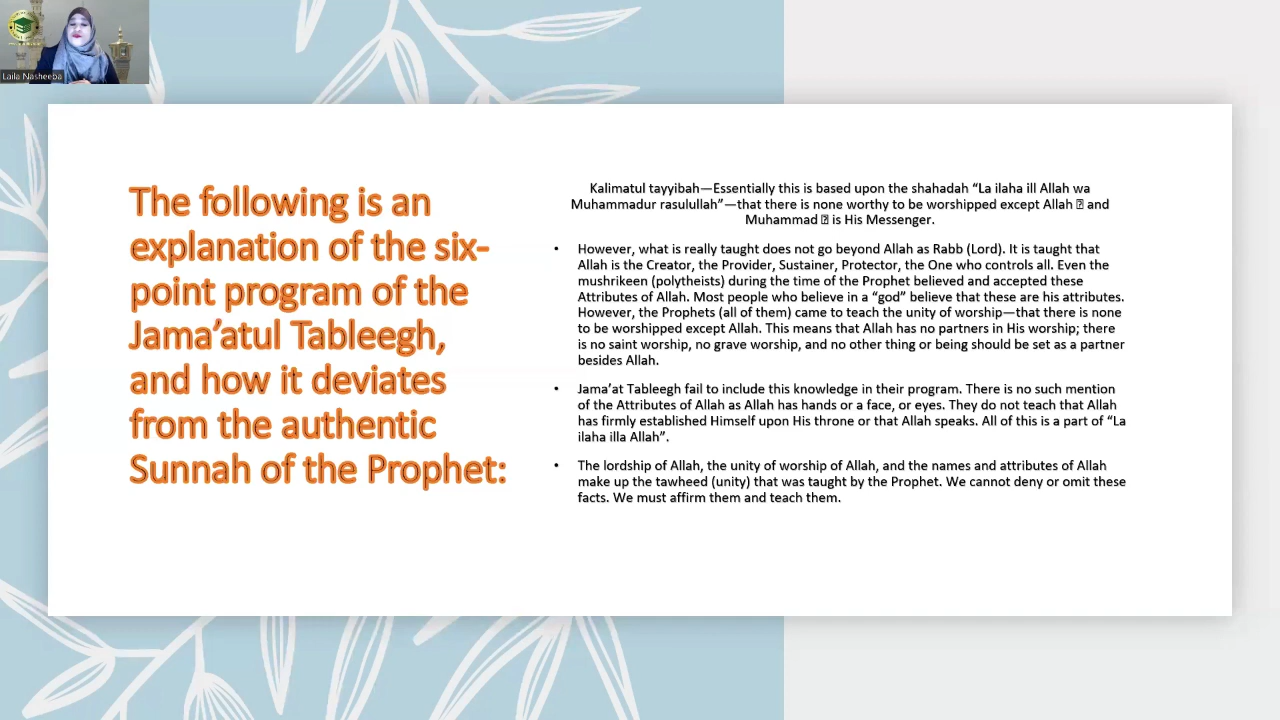 Laila Nasheeba
The following is an
explanation of the six-
point program of the
Jama’atul Tableegh,
and how it deviates
from the authentic
Sunnah of the Prophet:
Kalimatul tayyibah—Essentially this is based upon the shahadah “La ilaha ill Allah wa
Muhammadur rasulullah”—that there is none worthy to be worshipped except Allah and
Muhammad is His Messenger.
• However, what is really taught does not go beyond Allah as Rabb (Lord). It is taught that
Allah is the Creator, the Provider, Sustainer, Protector, the One who controls all. Even the
mushrikeen (polytheists) during the time of the Prophet believed and accepted these
Attributes of Allah. Most people who believe in a “god” believe that these are his attributes.
However, the Prophets (all of them) came to teach the unity of worship—that there is none
to be worshipped except Allah. This means that Allah has no partners in His worship; there
is no saint worship, no grave worship, and no other thing or being should be set as a partner
besides Allah.
• Jama’at Tableegh fail to include this knowledge in their program. There is no such mention
of the Attributes of Allah as Allah has hands or a face, or eyes. They do not teach that Allah
has firmly established Himself upon His throne or that Allah speaks. All of this is a part of “La
ilaha illa Allah”.
• The lordship of Allah, the unity of worship of Allah, and the names and attributes of Allah
make up the tawheed (unity) that was taught by the Prophet. We cannot deny or omit these
facts. We must affirm them and teach them.